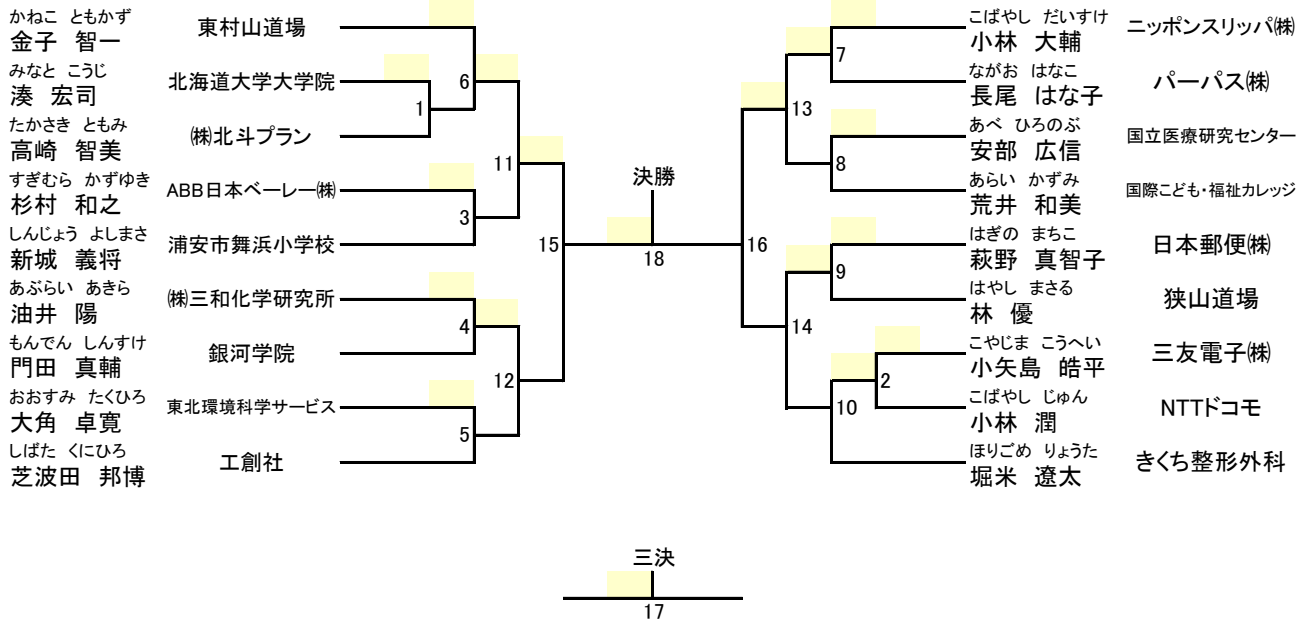 かねこ ともかず
金子 智一
東村山道場
みなと こうじ
湊 宏司
北海道大学大学院
たかさき ともみ
高崎 智美
㈱北斗プラン
すぎむら かずゆき
杉村 和之
ABB日本ベーレー㈱
しんじょう よしまさ
新城 義将
浦安市舞浜小学校
あぶらい あきら
油井 陽
㈱三和化学研究所
もんでん しんすけ
門田 真輔
銀河学院
おおすみ たくひろ
大角 卓寛
東北環境科学サービス
しばた くにひろ
芝波田 邦博
工創社
1
6
3
11
4
5
12
15
決勝
18
16
13
7
8
14
9
2
10
こばやし だいすけ
小林 大輔
ニッポンスリッパ㈱
ながお はなこ
長尾 はな子
パーパス㈱
あべ ひろのぶ
安部 広信
国立医療研究センター
あらい かずみ
荒井 和美
国際こども・福祉カレッジ
はぎの まちこ
萩野 真智子
日本郵便㈱
はやし まさる
林 優
狭山道場
こやじま こうへい
小矢島 皓平
三友電子㈱
こばやし じゅん
小林 潤
NTTドコモ
ほりごめ りょうた
堀米 遼太
きくち整形外科
三決
17